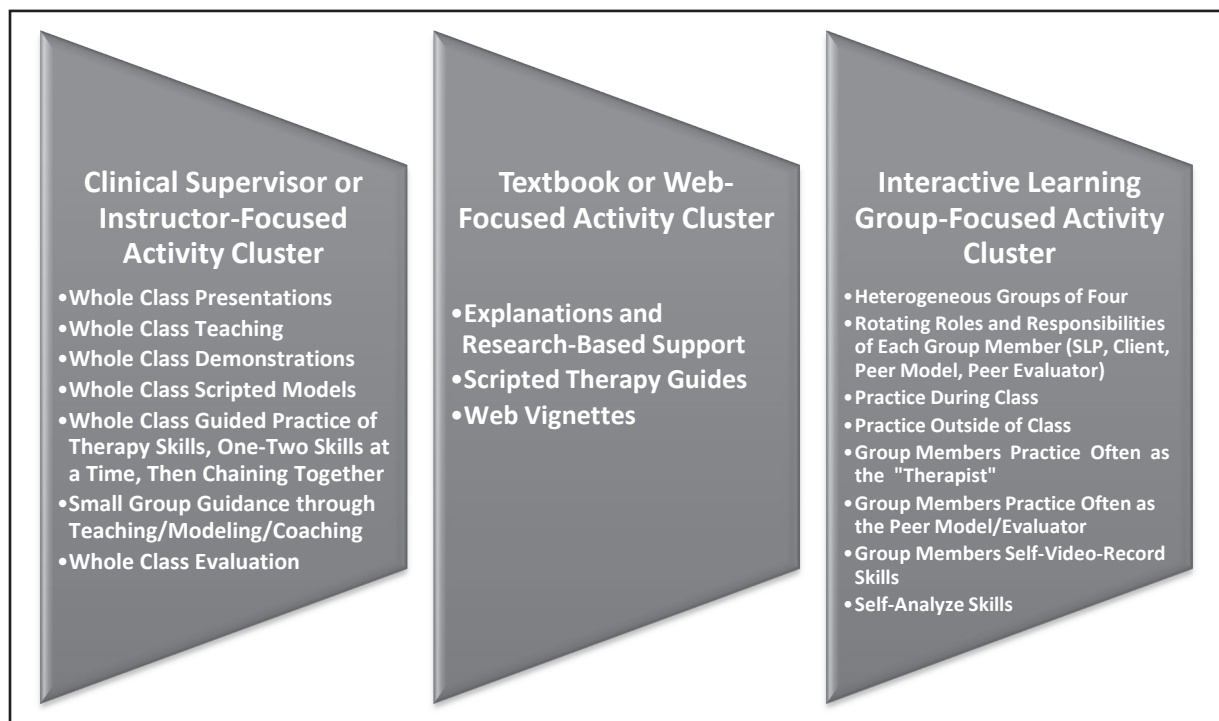 Clinical Supervisor or
Instructor-Focused
Activity Cluster
•Whole Class Presentations
•Whole Class Teaching
•Whole Class Demonstrations
•Whole Class Scripted Models
•Whole Class Guided Practice of
Therapy Skills, One-Two Skills at
a Time, Then Chaining Together
•Small Group Guidance through
Teaching/Modeling/Coaching
•Whole Class Evaluation
Textbook or Web-
Focused Activity Cluster
•Explanations and
Research-Based Support
•Scripted Therapy Guides
•Web Vignettes
Interactive Learning
Group-Focused Activity
Cluster
•Heterogeneous Groups of Four
•Rotating Roles and Responsibilities
of Each Group Member (SLP, Client,
Peer Model, Peer Evaluator)
•Practice During Class
•Practice Outside of Class
•Group Members Practice Often as
the "Therapist"
•Group Members Practice Often as
the Peer Model/Evaluator
•Group Members Self-Video-Record
Skills
•Self-Analyze Skills